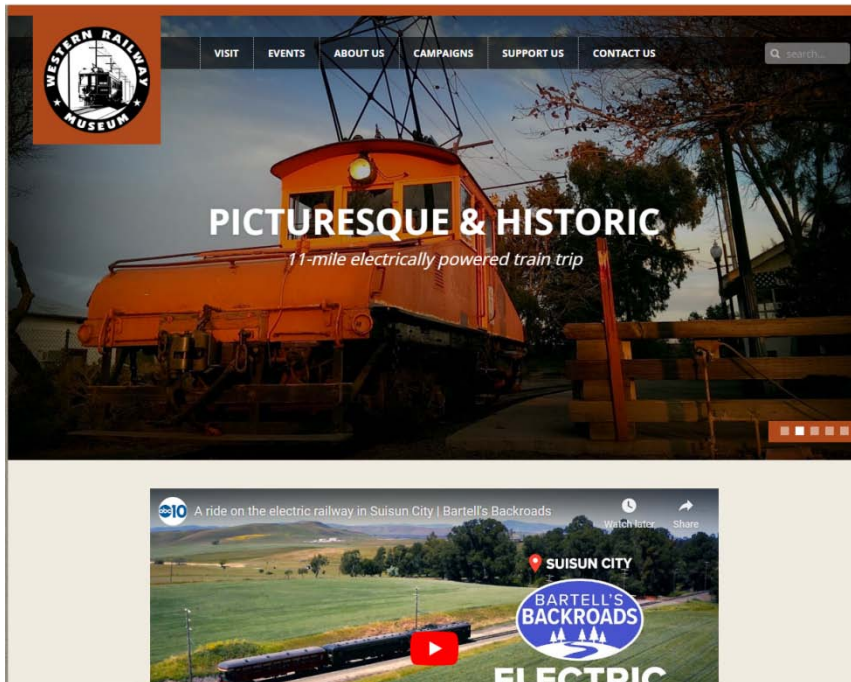 WESTERN RAILWAY
MUSEUM
VISIT
EVENTS
ABOUT US
CAMPAIGNS
SUPPORT US
CONTACT US
search...
PICTURESQUE & HISTORIC
11-mile electrically powered train trip
abc10
A ride on the electric railway in Suisun City | Bartell's Backroads
Watch later
Share
SUISUN CITY
BARTELL'S
BACKROADS
ELECTRIC